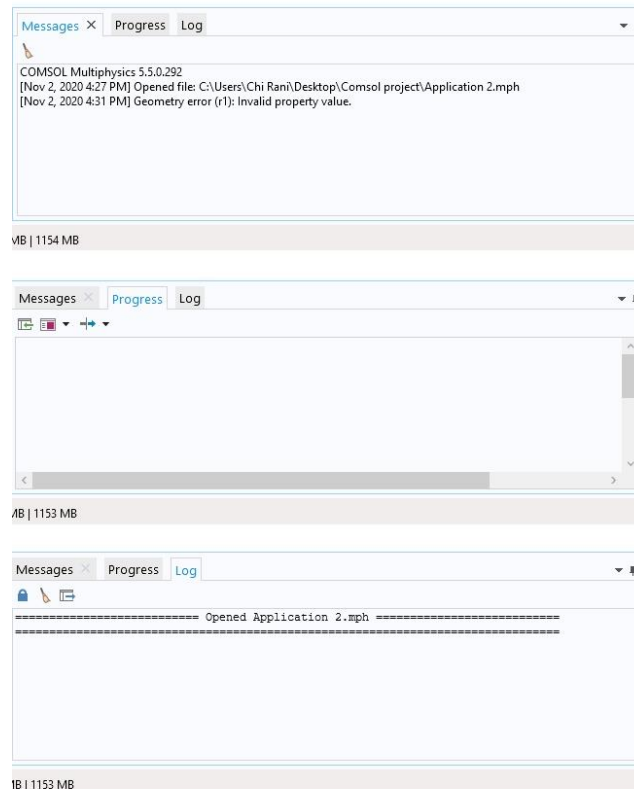 Messages × Progress Log
COMSOL Multiphysics 5.5.0.292
[Nov 2, 2020 4:27 PM] Opened file: C:\Users\Chi Rani\Desktop\Comsol project\Application 2.mph
[Nov 2, 2020 4:31 PM] Geometry error (r1): Invalid property value.
MB | 1154 MB
Messages × Progress Log
MB | 1153 MB
Messages × Progress Log
=========================== Opened Application 2.mph ===========================
================================================================================
MB | 1153 MB